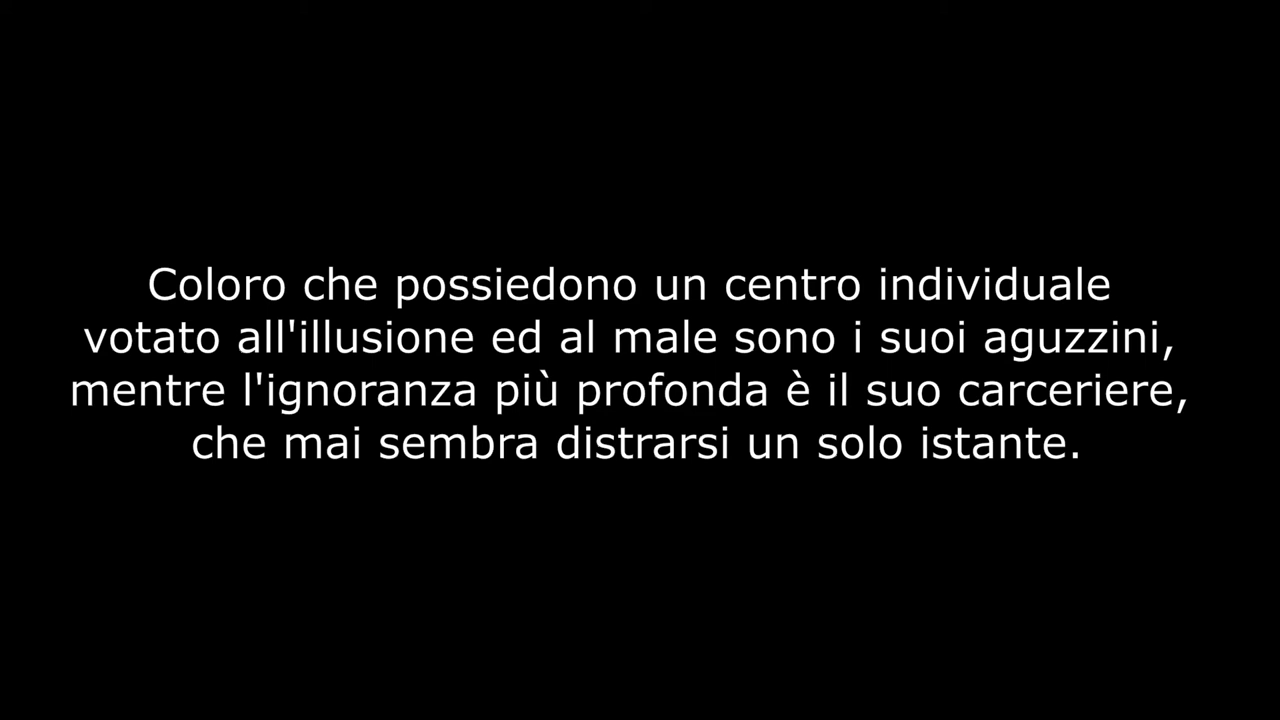 Coloro che possiedono un centro individuale
votato all'illusione ed al male sono i suoi aguzzini,
mentre l'ignoranza più profonda è il suo carceriere,
che mai sembra distrarsi un solo istante.